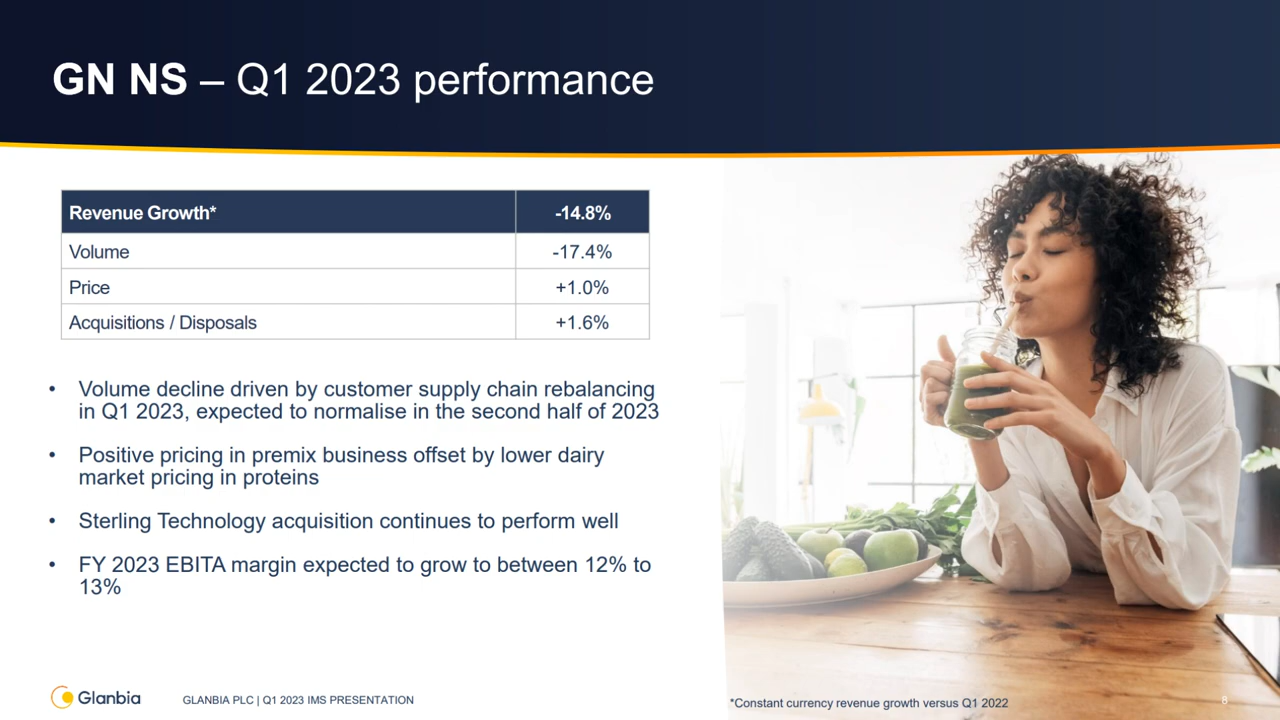 GN NS – Q1 2023 performance
Revenue Growth* -14.8%
Volume -17.4%
Price +1.0%
Acquisitions / Disposals +1.6%
• Volume decline driven by customer supply chain rebalancing
in Q1 2023, expected to normalise in the second half of 2023
• Positive pricing in premix business offset by lower dairy
market pricing in proteins
• Sterling Technology acquisition continues to perform well
• FY 2023 EBITA margin expected to grow to between 12% to
13%
Glanbia
GLANBIA PLC | Q1 2023 IMS PRESENTATION
*Constant currency revenue growth versus Q1 2022
8